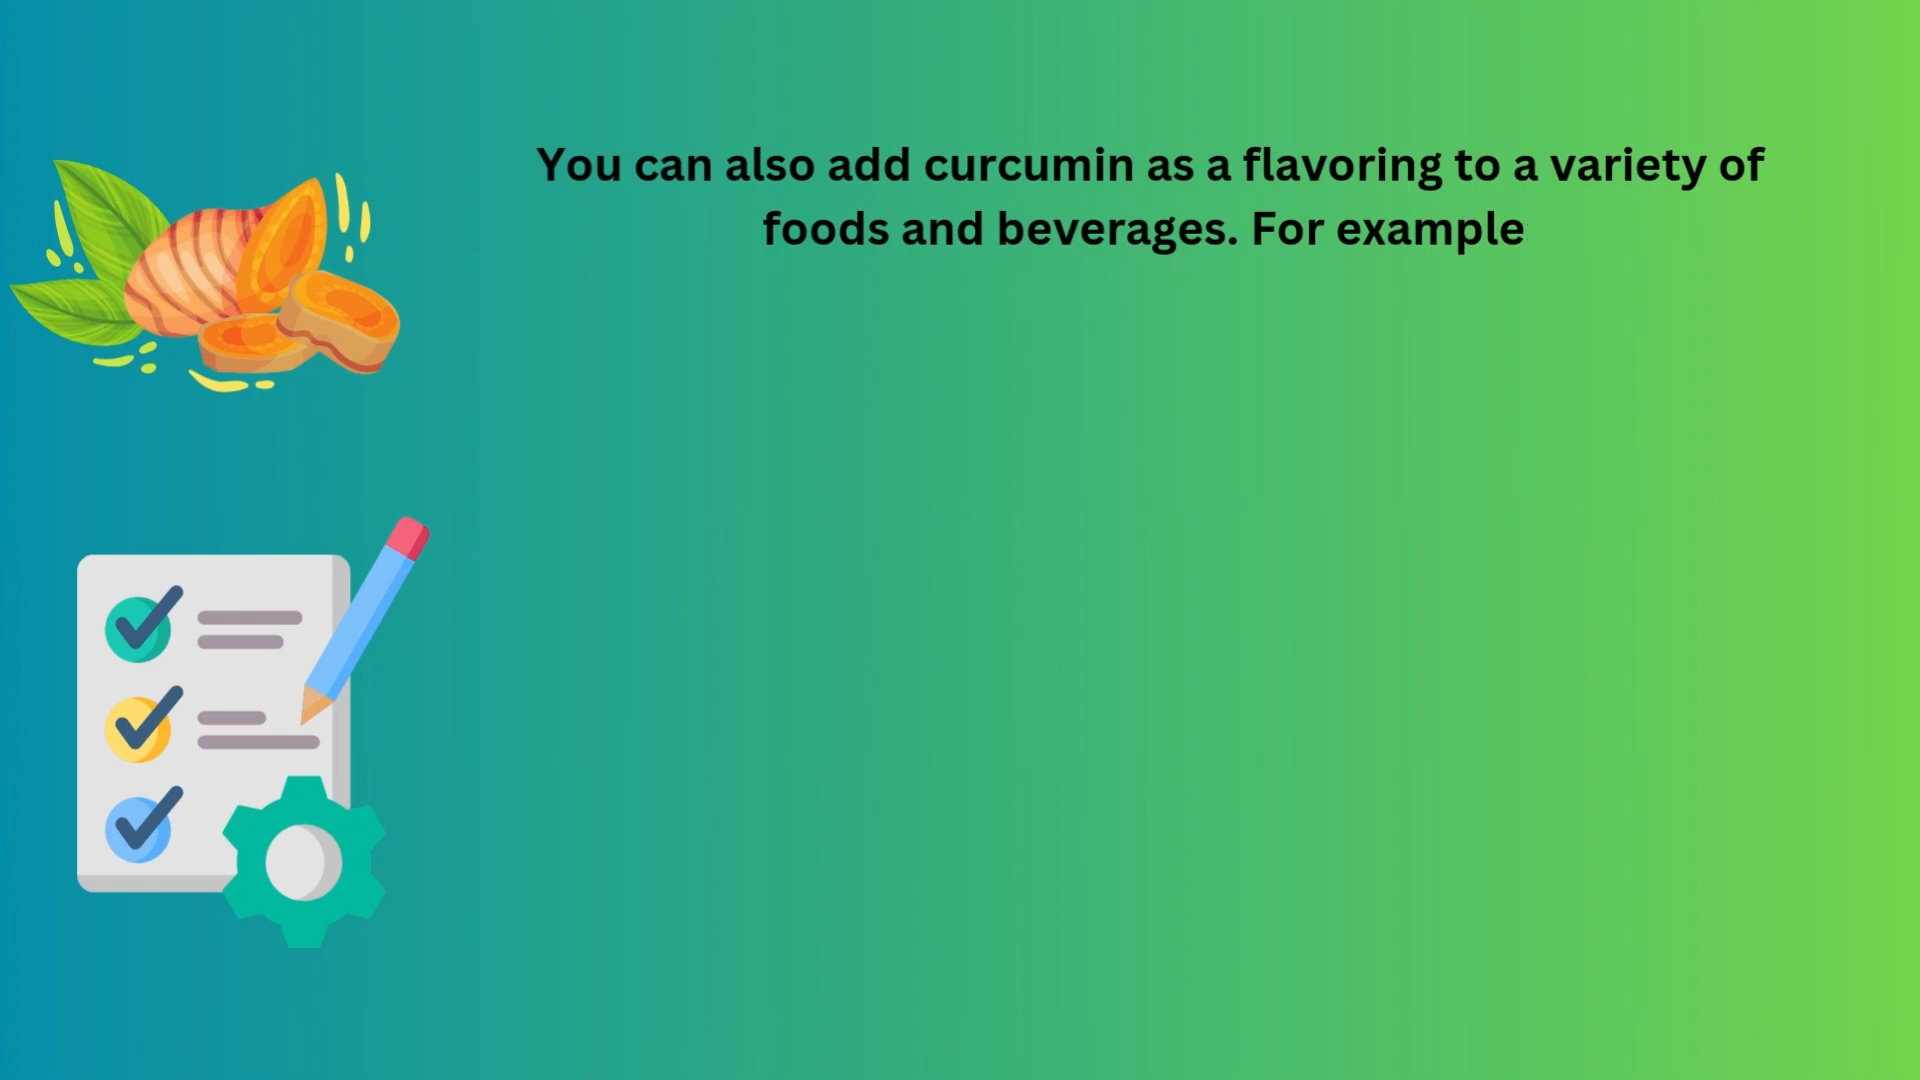 You can also add curcumin as a flavoring to a variety of
foods and beverages. For example